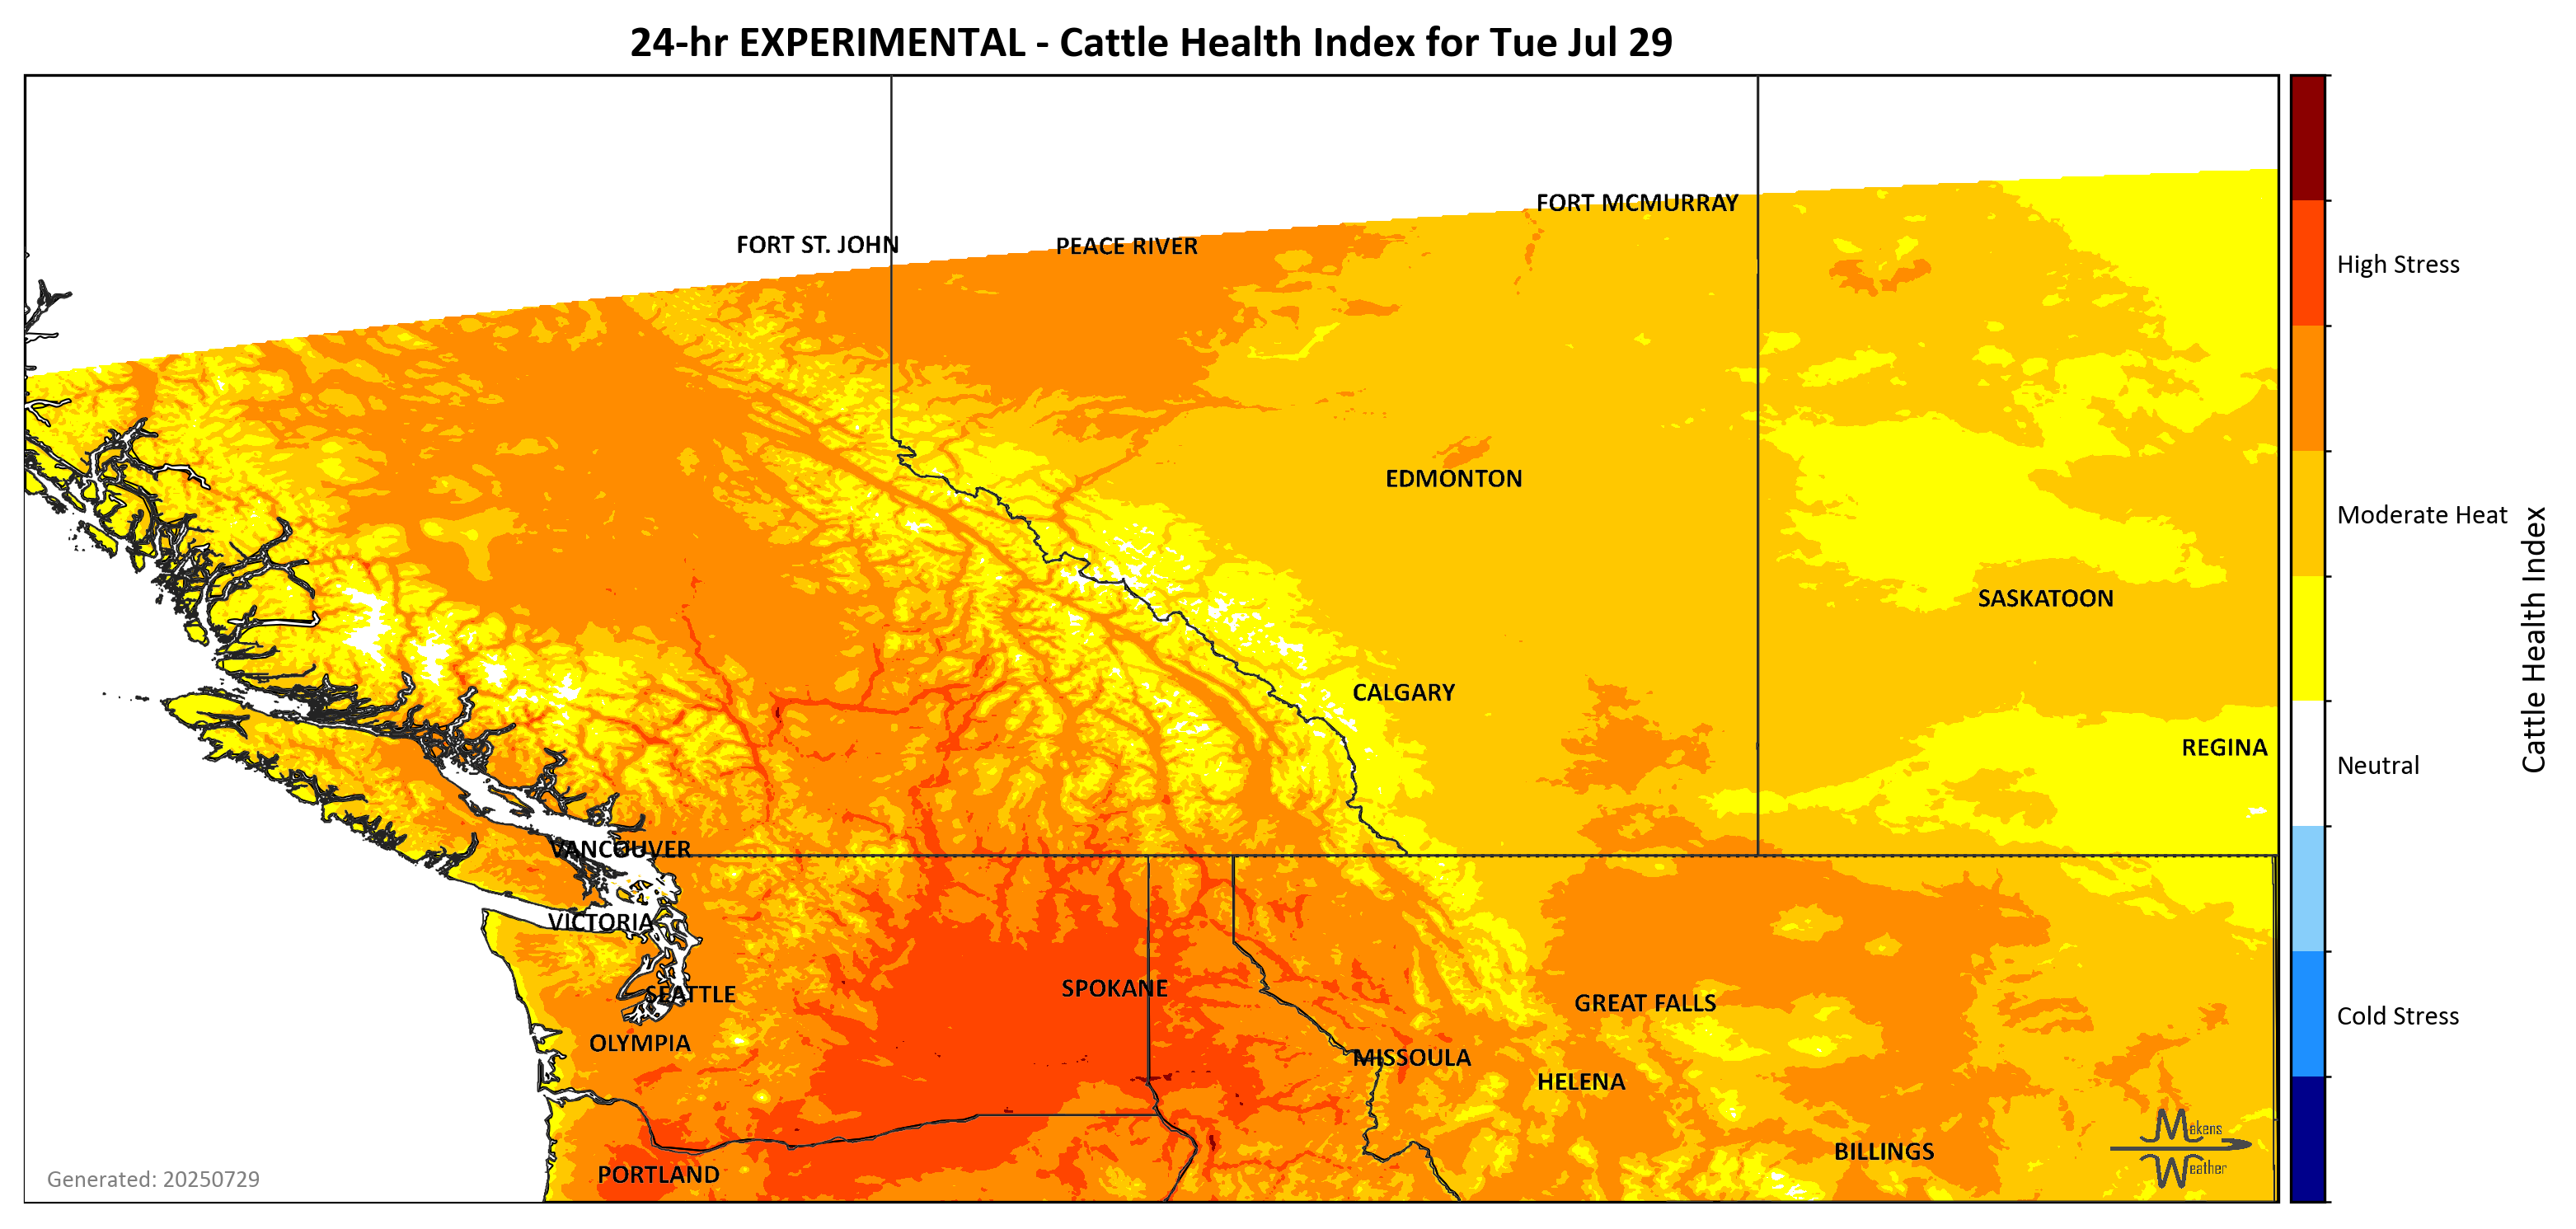 24-hr EXPERIMENTAL - Cattle Health Index for Tue Jul 29
FORT MCMURRAY
FORT ST. JOHN
PEACE RIVER
High Stress
EDMONTON
Moderate Heat
SASKATOON
Cattle Health Index
CALGARY
REGINA
Neutral
VANCOUVER
VICTORIA
SPOKANE
SEATTLE
GREAT FALLS
Cold Stress
OLYMPIA
MISSOULA
HELENA
Makens
Weather
BILLINGS
PORTLAND
Generated: 20250729